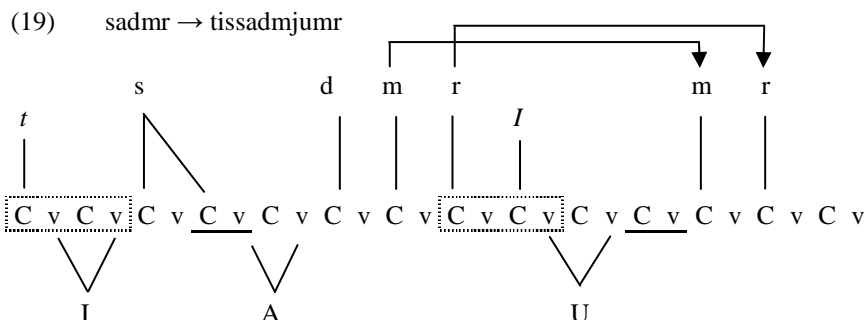 (19) sadmr → tissadmjumr
s d m r m r
t I
C v C v C v C v C v C v C v C v C v C v C v C v C v C v C v
I A U